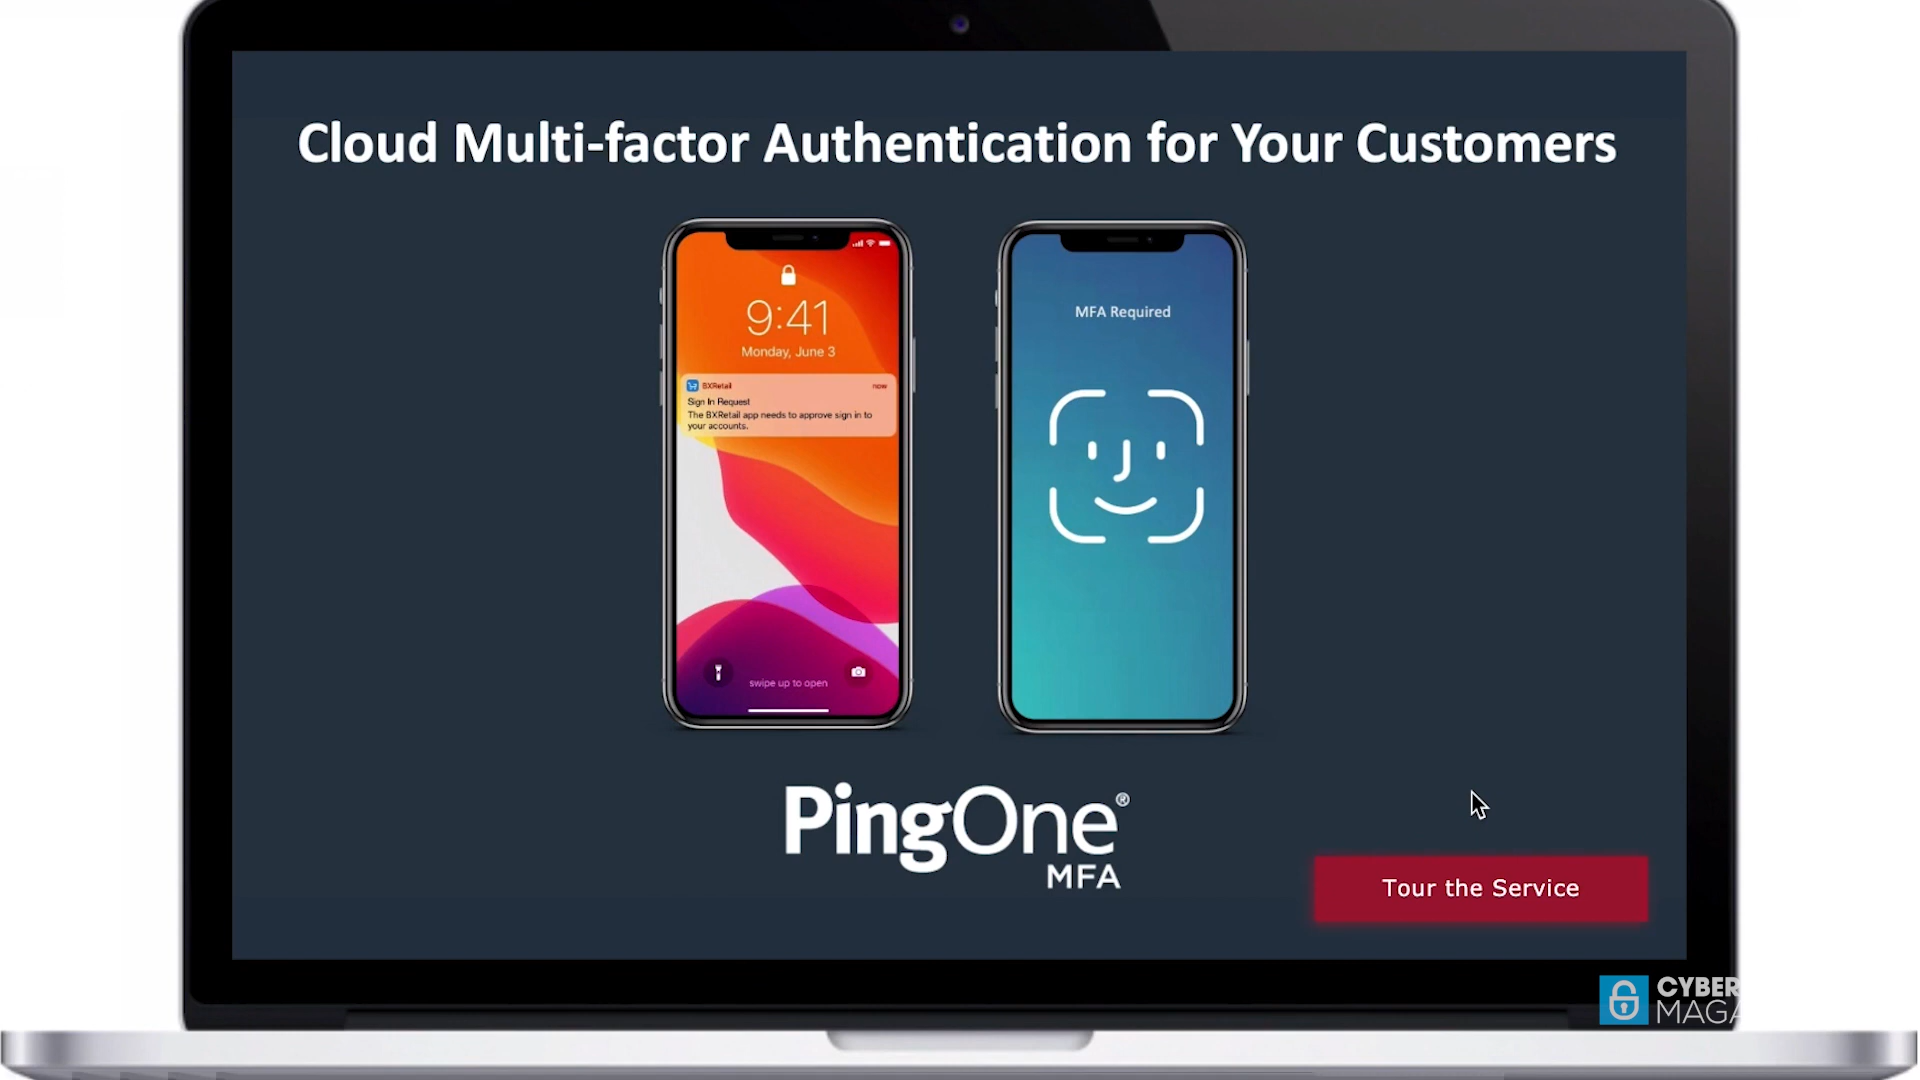 Cloud Multi-factor Authentication for Your Customers
9:41
Monday, June 3
BXRetail now
Sign In Request
The BXRetail app needs to approve sign in to
your accounts.
swipe up to open
MFA Required
PingOne®
MFA
Tour the Service
CYBER
MAGA